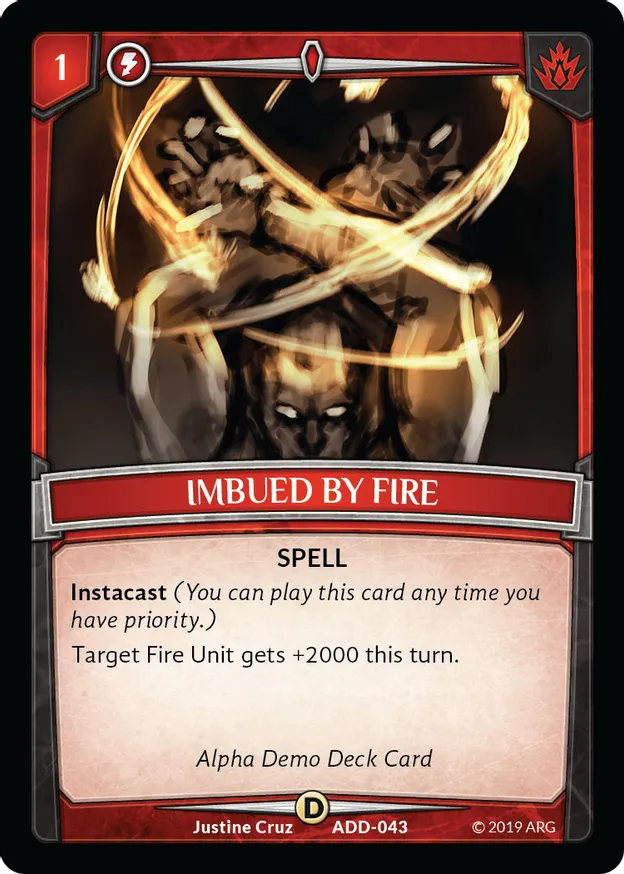 1
IMBUED BY FIRE
SPELL
Instacast (You can play this card any time you
have priority.)
Target Fire Unit gets +2000 this turn.
Alpha Demo Deck Card
D
Justine Cruz ADD-043 © 2019 ARG